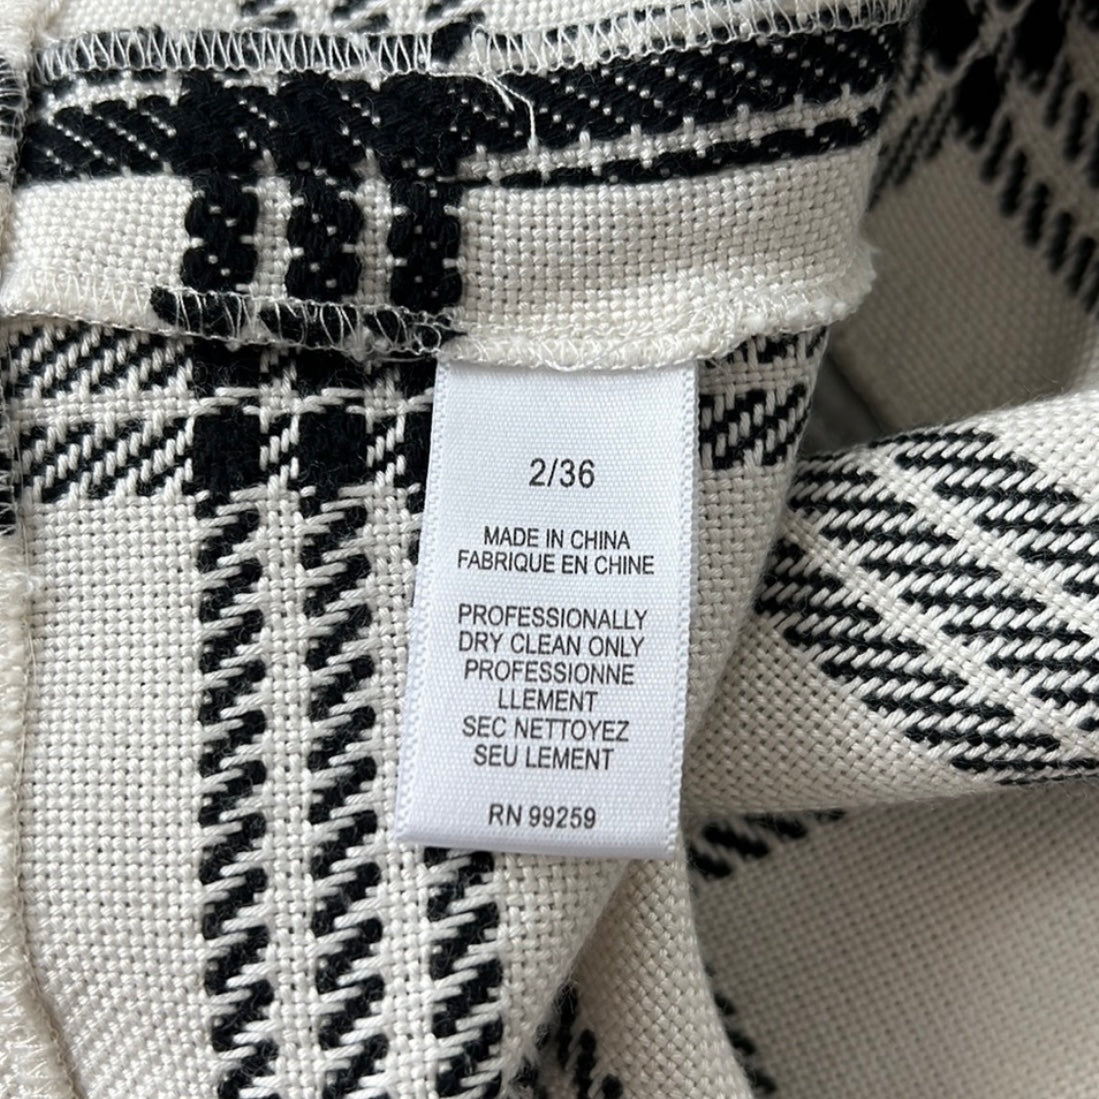 2/36
MADE IN CHINA
FABRIQUE EN CHINE
PROFESSIONALLY
DRY CLEAN ONLY
PROFESSIONNE
LLEMENT
SEC NETTOYEZ
SEU LEMENT
RN 99259